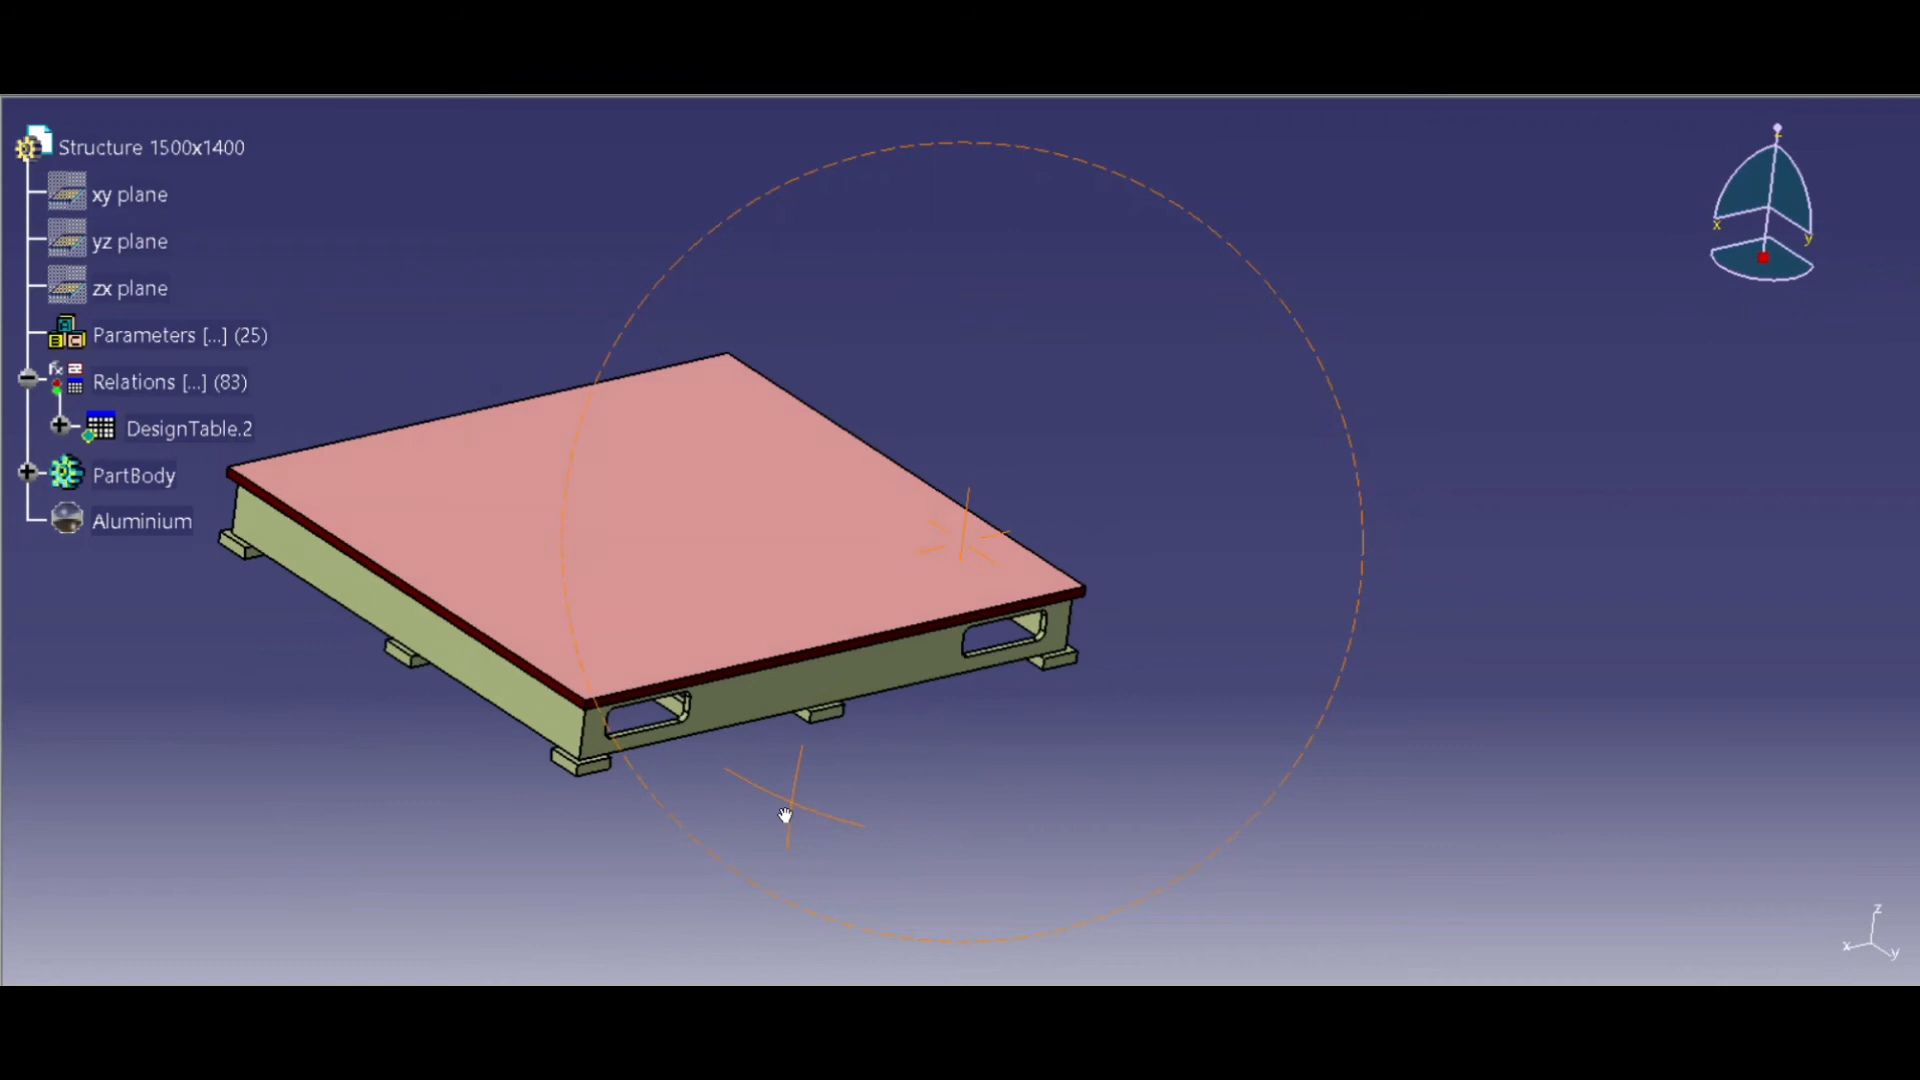 Structure 1500x1400
xy plane
yz plane
zx plane
Parameters [...] (25)
Relations [...] (83)
DesignTable.2
PartBody
Aluminium
x
y
z
x
y